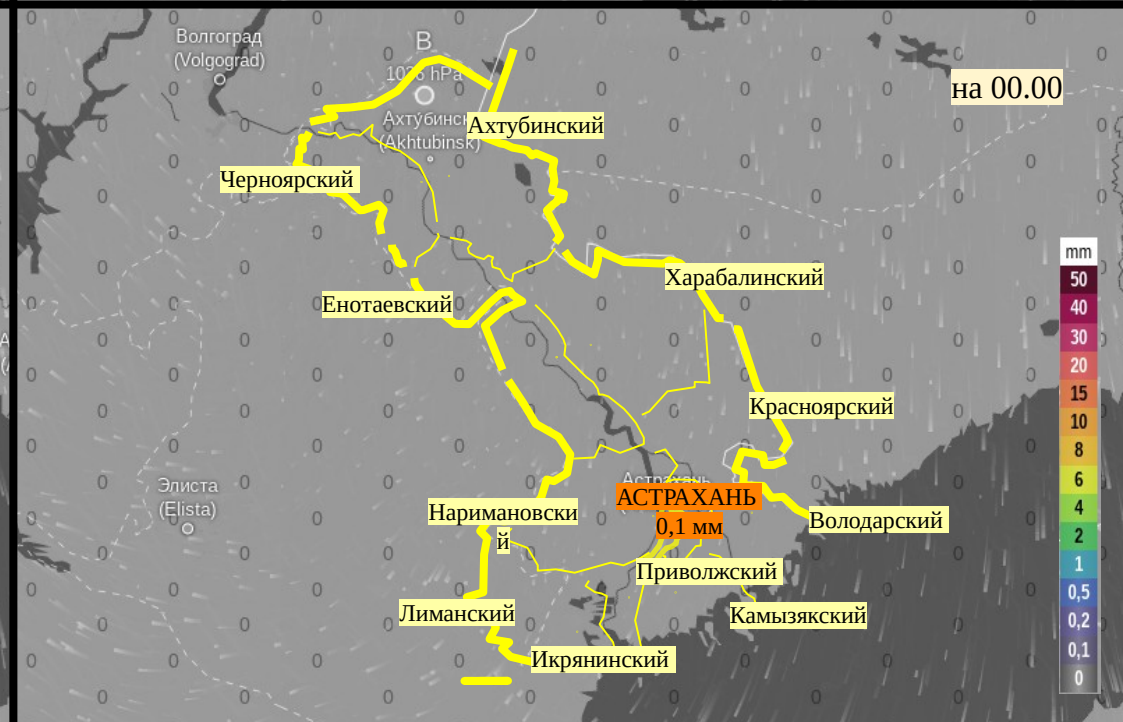 Волгоград
(Volgograd)
В
1026 hPa
на 00.00
Ахтубинск
(Akhtubinsk)
Ахтубинский
Черноярский
Харабалинский
Енотаевский
Красноярский
Элиста
(Elista)
Астрахань
АСТРАХАНЬ
0,1 мм
Наримановски
й
Володарский
Приволжский
Лиманский
Камызякский
Икрянинский
mm
50
40
30
20
15
10
8
6
4
2
1
0,5
0,2
0,1
0